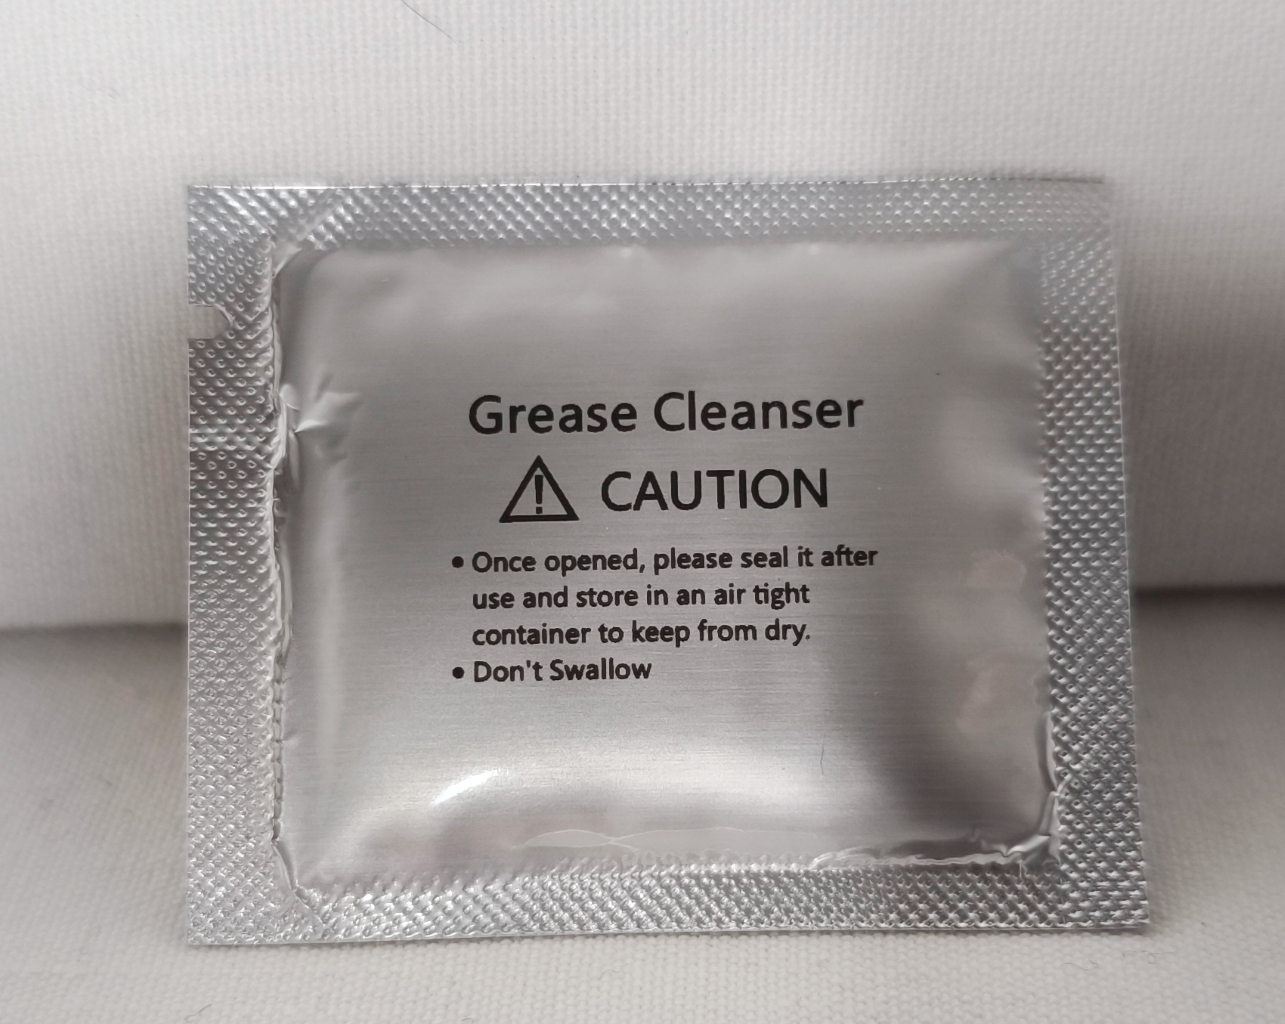 Grease Cleanser
⚠ CAUTION
• Once opened, please seal it after
use and store in an air tight
container to keep from dry.
• Don't Swallow